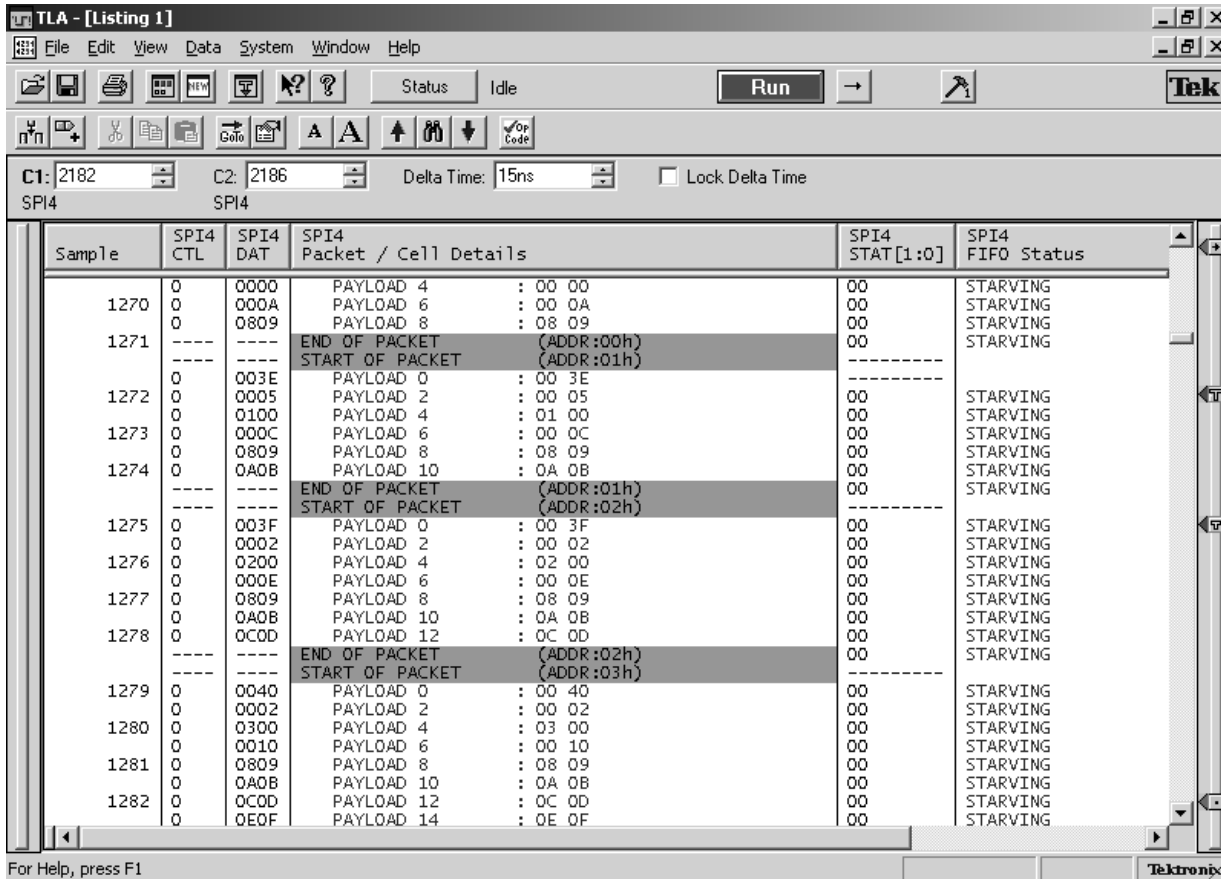 TLA - [Listing 1]
File Edit View Data System Window Help
Status Idle Run Tek
NEW GoTo A A Op Code
C1: 2182 C2: 2186 Delta Time: 15ns Lock Delta Time
SPI4 SPI4
SPI4 SPI4 SPI4 SPI4 SPI4
Sample CTL DAT Packet / Cell Details STAT[1:0] FIFO Status
0 0000 PAYLOAD 4 : 00 00 00 STARVING
1270 0 000A PAYLOAD 6 : 00 0A 00 STARVING
0 0809 PAYLOAD 8 : 08 09 00 STARVING
1271 ---- ---- END OF PACKET (ADDR:00h) 00 STARVING
---- ---- START OF PACKET (ADDR:01h) ---------
0 003E PAYLOAD 0 : 00 3E ---------
1272 0 0005 PAYLOAD 2 : 00 05 00 STARVING
0 0100 PAYLOAD 4 : 01 00 00 STARVING
1273 0 000C PAYLOAD 6 : 00 0C 00 STARVING
0 0809 PAYLOAD 8 : 08 09 00 STARVING
1274 0 0A0B PAYLOAD 10 : 0A 0B 00 STARVING
---- ---- END OF PACKET (ADDR:01h) 00 STARVING
---- ---- START OF PACKET (ADDR:02h) ---------
1275 0 003F PAYLOAD 0 : 00 3F 00 STARVING
0 0002 PAYLOAD 2 : 00 02 00 STARVING
1276 0 0200 PAYLOAD 4 : 02 00 00 STARVING
0 000E PAYLOAD 6 : 00 0E 00 STARVING
1277 0 0809 PAYLOAD 8 : 08 09 00 STARVING
0 0A0B PAYLOAD 10 : 0A 0B 00 STARVING
1278 0 0C0D PAYLOAD 12 : 0C 0D 00 STARVING
---- ---- END OF PACKET (ADDR:02h) 00 STARVING
---- ---- START OF PACKET (ADDR:03h) ---------
1279 0 0040 PAYLOAD 0 : 00 40 00 STARVING
0 0002 PAYLOAD 2 : 00 02 00 STARVING
1280 0 0300 PAYLOAD 4 : 03 00 00 STARVING
0 0010 PAYLOAD 6 : 00 10 00 STARVING
1281 0 0809 PAYLOAD 8 : 08 09 00 STARVING
0 0A0B PAYLOAD 10 : 0A 0B 00 STARVING
1282 0 0C0D PAYLOAD 12 : 0C 0D 00 STARVING
0 0E0F PAYLOAD 14 : 0E 0F 00 STARVING
For Help, press F1 Tektronix